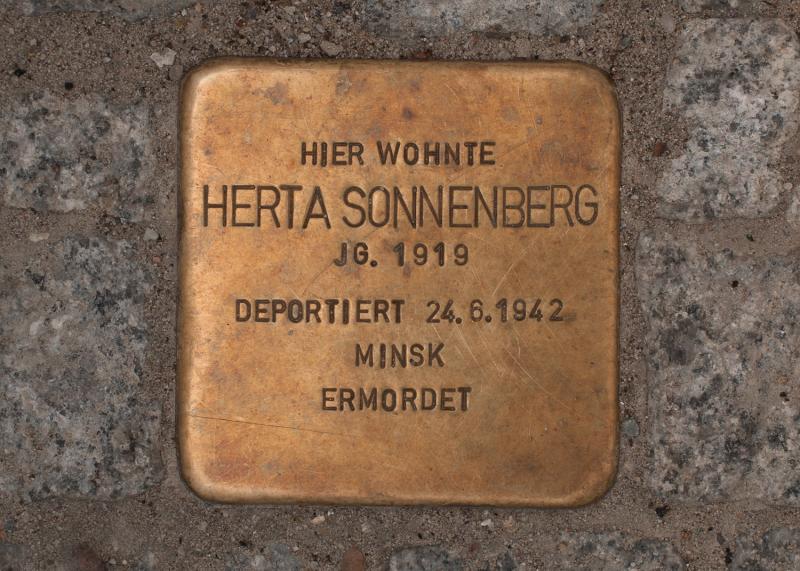 HIER WOHNTE
HERTA SONNENBERG
JG. 1919
DEPORTIERT 24.6.1942
MINSK
ERMORDET